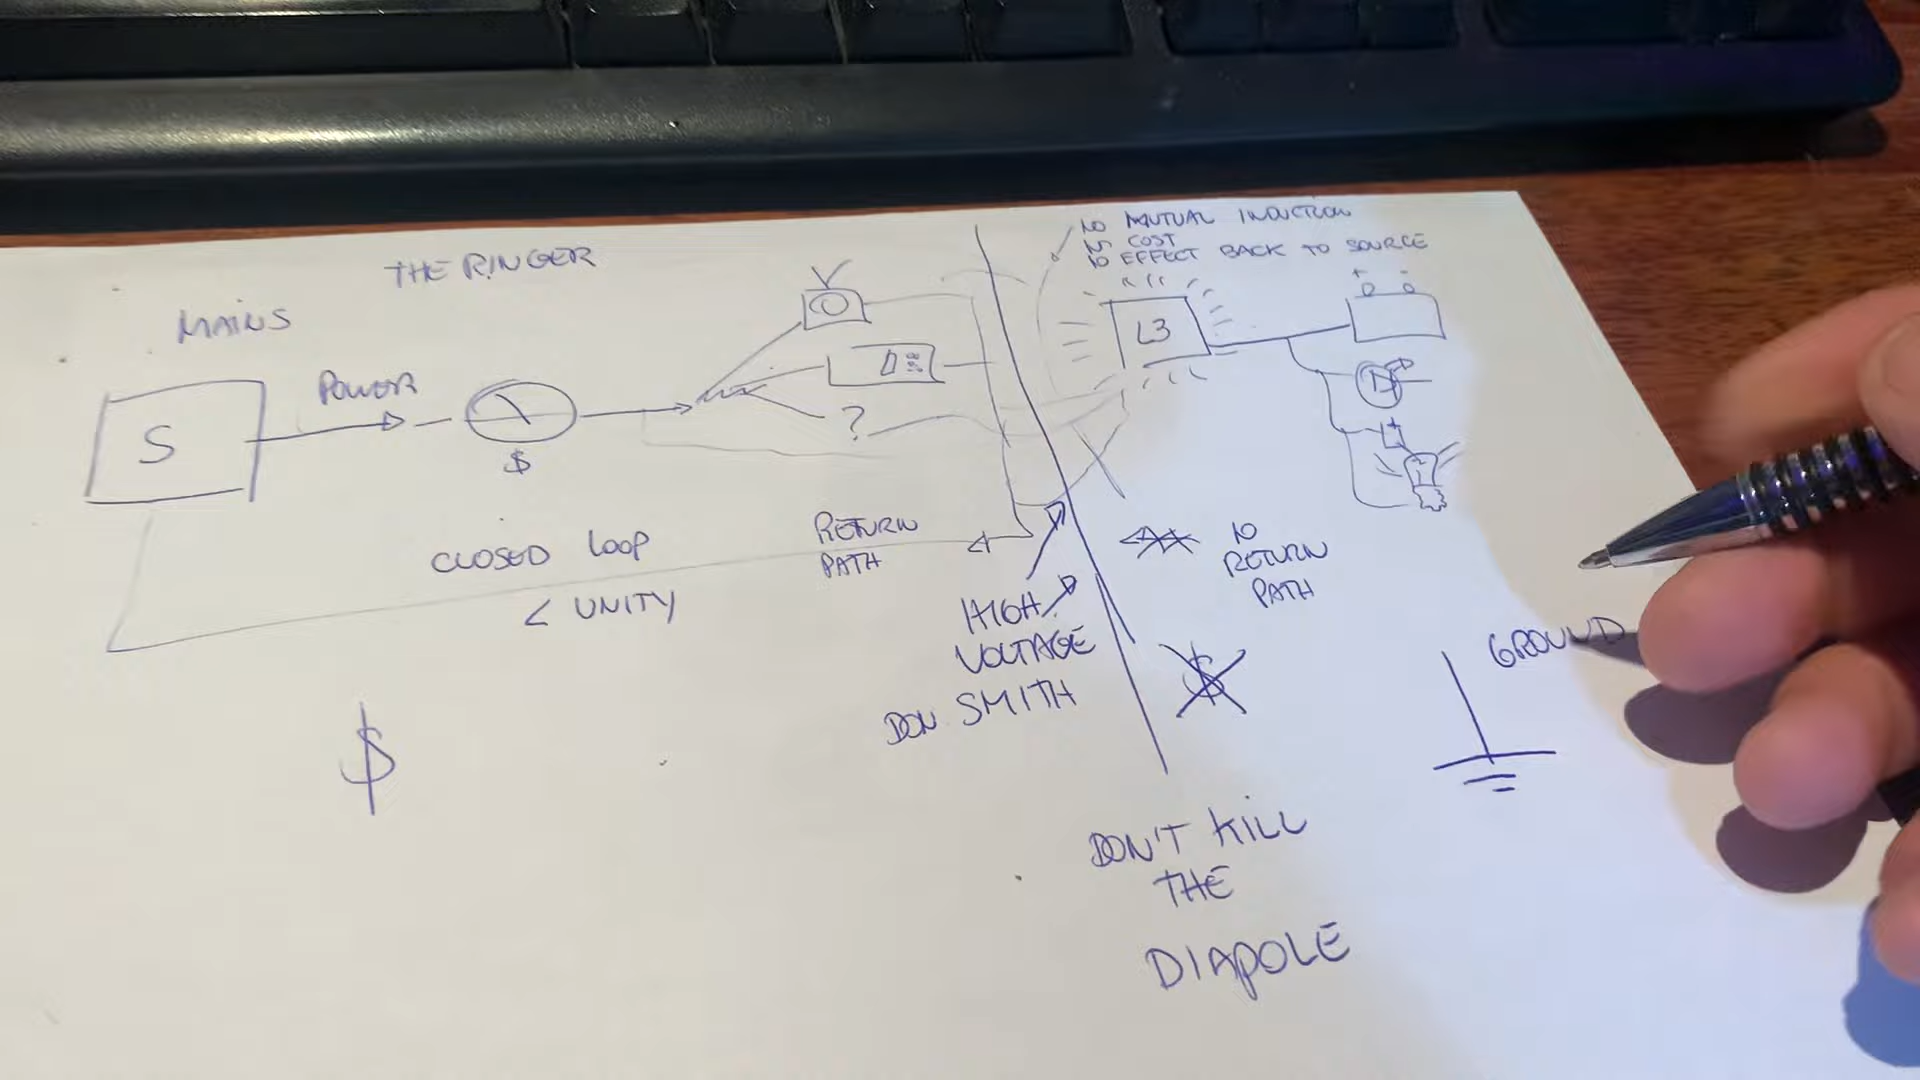 THE RINGER
MAINS
POWER
S
$
?
CLOSED LOOP
< UNITY
RETURN
PATH
$
NO MUTUAL INDUCTION
NO COST
NO EFFECT BACK TO SOURCE
L3
+ -
+
NO
RETURN
PATH
HIGH
VOLTAGE
DON SMITH
$
GROUND
DON'T KILL
THE
DIAPOLE